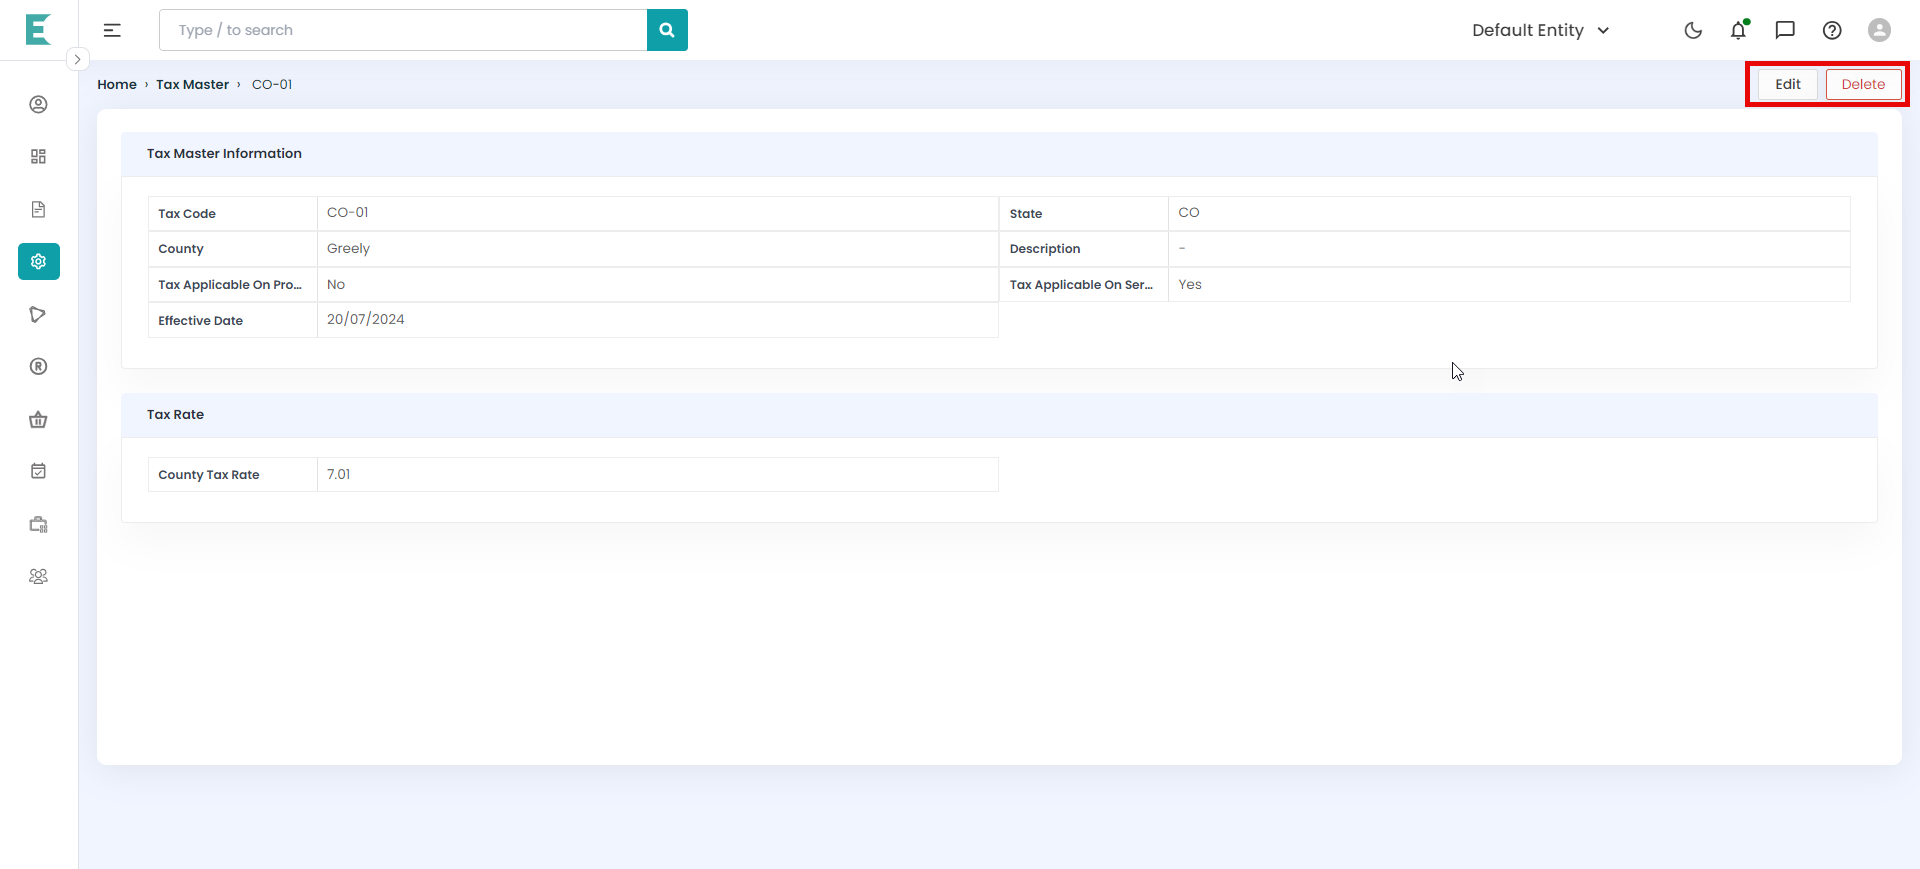 Type / to search
Default Entity
Home › Tax Master › CO-01
Edit
Delete
Tax Master Information
Tax Code
CO-01
State
CO
County
Greely
Description
-
Tax Applicable On Pro...
No
Tax Applicable On Ser...
Yes
Effective Date
20/07/2024
Tax Rate
County Tax Rate
7.01